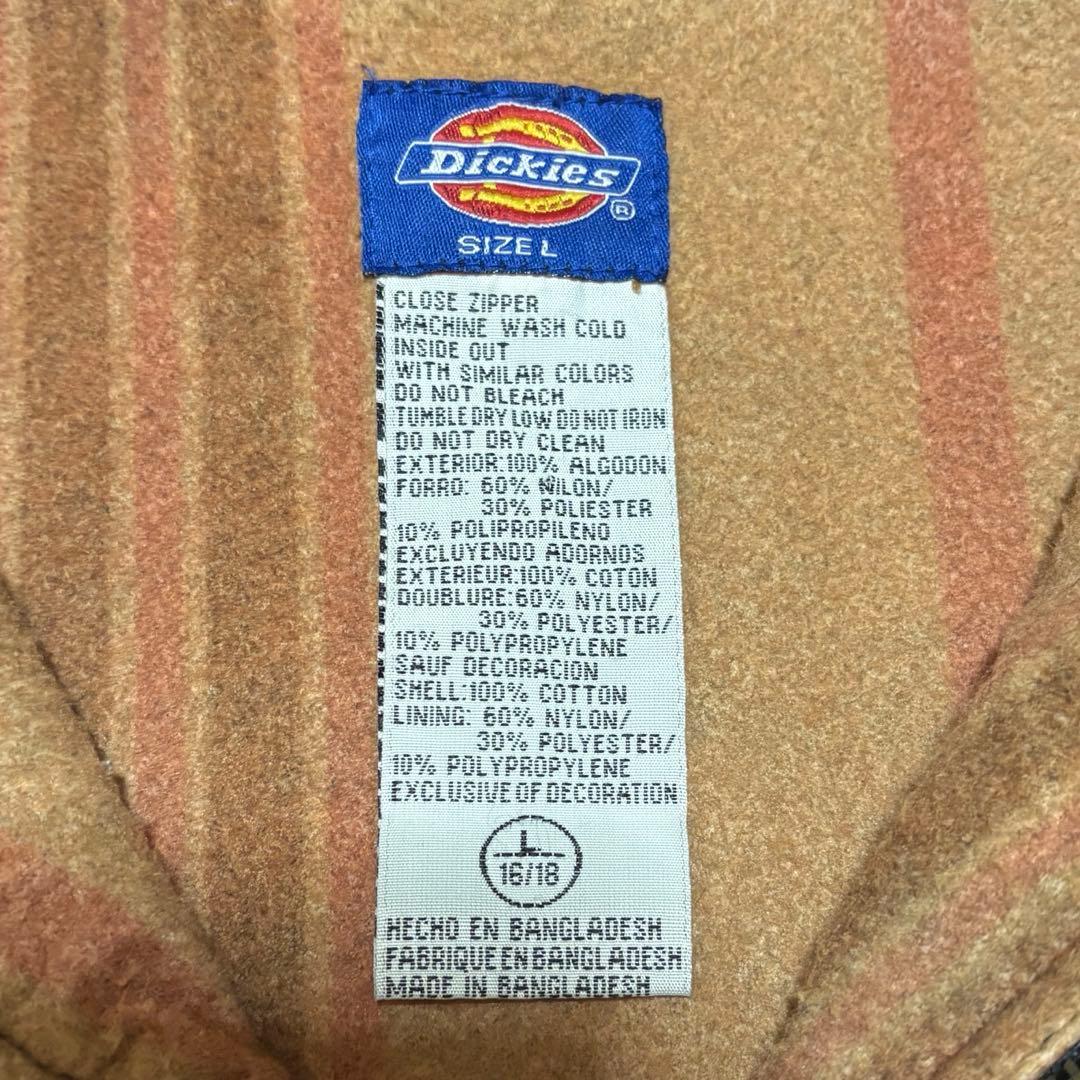 Dickies
®
SIZE L
CLOSE ZIPPER
MACHINE WASH COLD
INSIDE OUT
WITH SIMILAR COLORS
DO NOT BLEACH
TUMBLE DRY LOW DO NOT IRON
DO NOT DRY CLEAN
EXTERIOR:100% ALGODON
FORRO: 60% NILON/
30% POLIESTER
10% POLIPROPILENO
EXCLUYENDO ADORNOS
EXTERIEUR:100% COTON
DOUBLURE:60% NYLON/
30% POLYESTER/
10% POLYPROPYLENE
SAUF DECORACION
SHELL:100% COTTON
LINING: 60% NYLON/
30% POLYESTER/
10% POLYPROPYLENE
EXCLUSIVE OF DECORATION
L
16/18
HECHO EN BANGLADESH
FABRIQUE EN BANGLADESH
MADE IN BANGLADESH